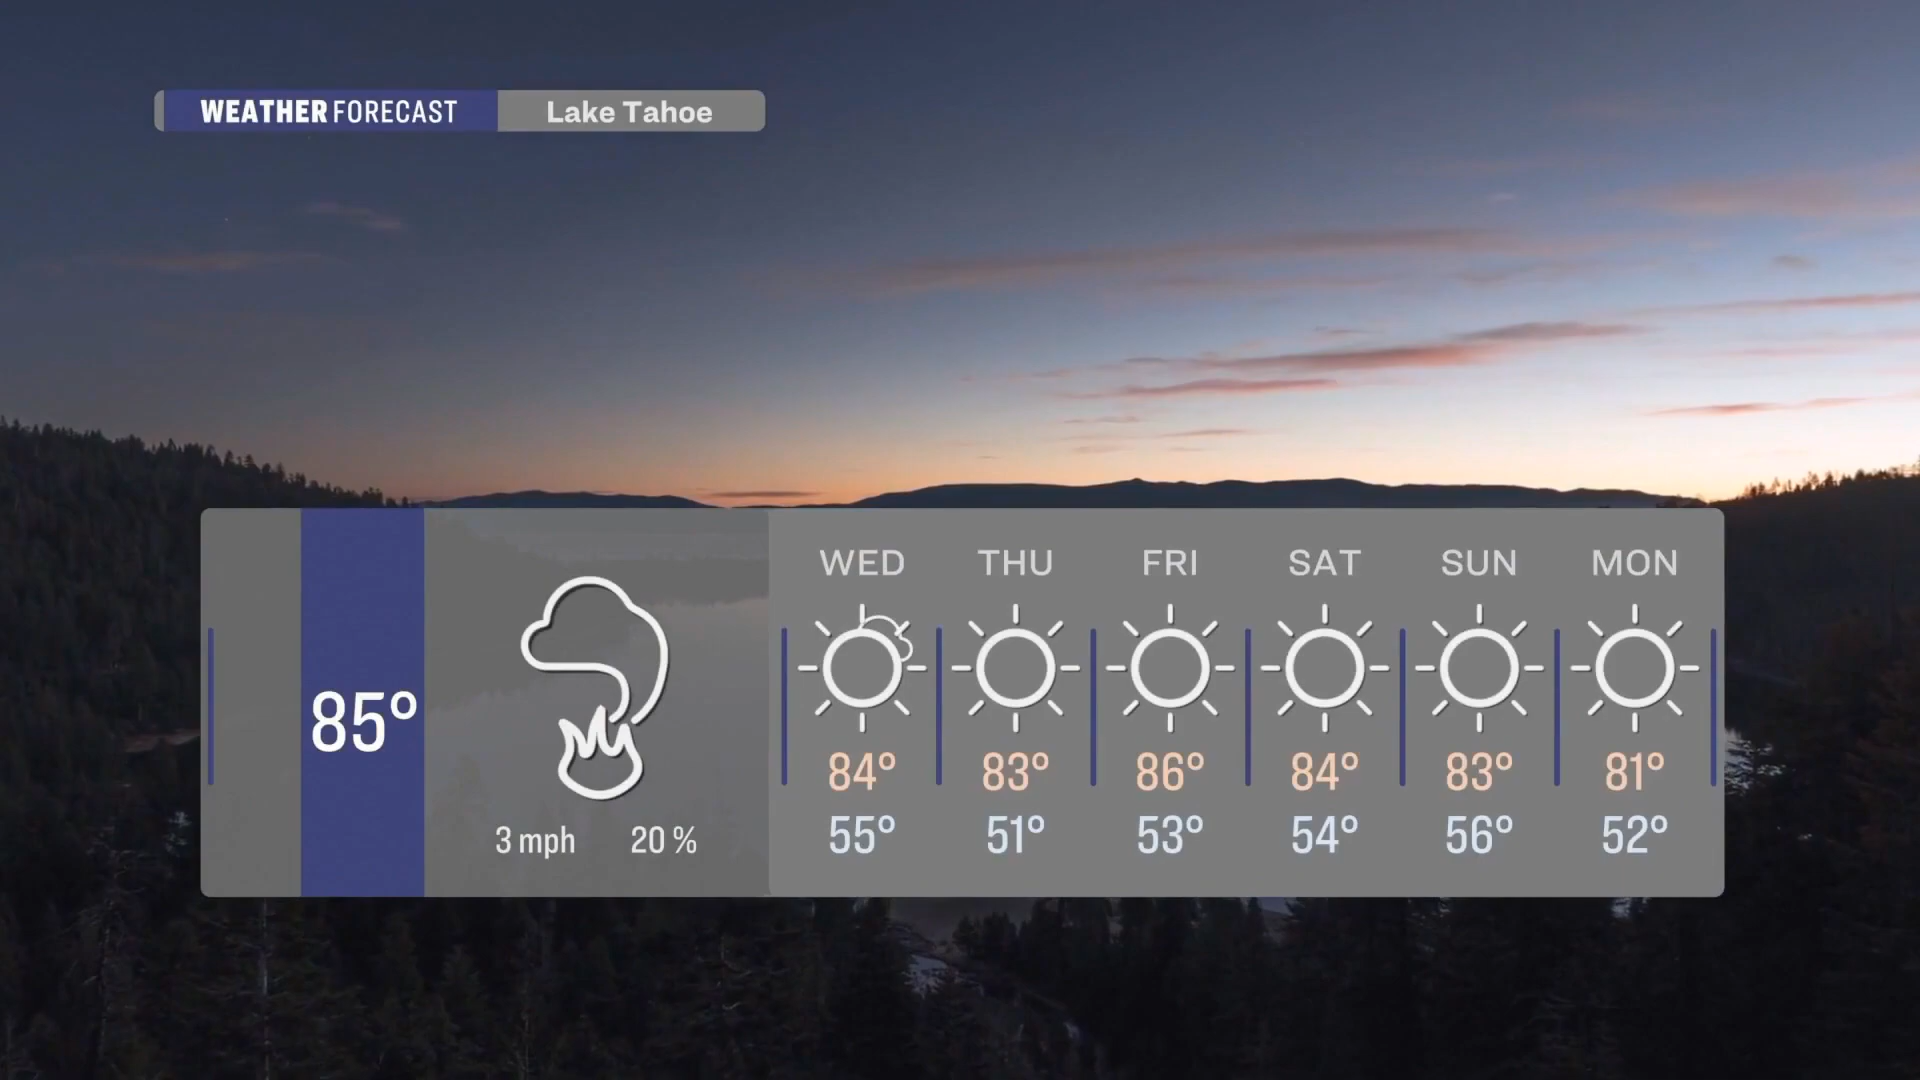 WEATHER FORECAST Lake Tahoe
WED THU FRI SAT SUN MON
85°
84° 83° 86° 84° 83° 81°
3 mph 20 % 55° 51° 53° 54° 56° 52°